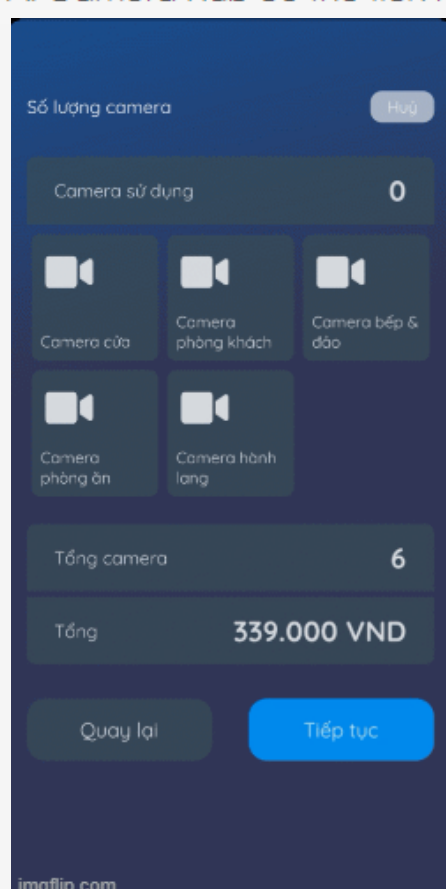 Số lượng camera
Huỷ
Camera sử dụng
0
Camera cửa
Camera
phòng khách
Camera bếp &
đảo
Camera
phòng ăn
Camera hành
lang
Tổng camera
6
Tổng
339.000 VND
Quay lại
Tiếp tục
imgflip.com